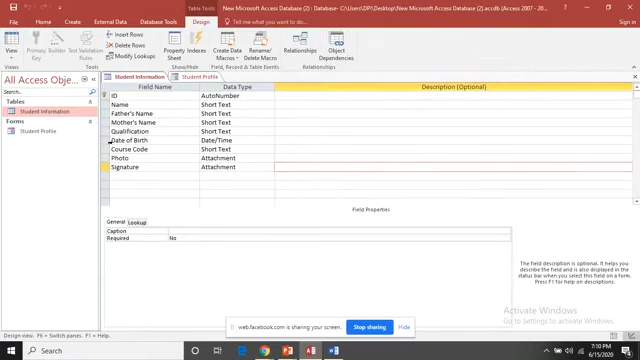 Table Tools
New Microsoft Access Database (2) : Database- C:\Users\DPI\Desktop\New Microsoft Access Database (2).accdb (Access 2007 - 20...
File
Home
Create
External Data
Database Tools
Design
Tell me what you want to do...
View
Primary Key
Builder
Test Validation Rules
Insert Rows
Delete Rows
Modify Lookups
Property Sheet
Indexes
Create Data Macros
Rename/Delete Macro
Relationships
Object Dependencies
Views
Tools
Show/Hide
Field, Record & Table Events
Relationships
All Access Obje...
Search...
Tables
Student Information
Forms
Student Profile
Student Information
Student Profile
Field Name Data Type Description (Optional)
ID AutoNumber
Name Short Text
Father's Name Short Text
Mother's Name Short Text
Qualification Short Text
Date of Birth Date/Time
Course Code Short Text
Photo Attachment
Signature Attachment
Field Properties
General Lookup
Caption
Required No
The field description is optional. It helps you
describe the field and is also displayed in the
status bar when you select this field on a form.
Press F1 for help on descriptions.
Activate Windows
Go to Settings to activate Windows.
web.facebook.com is sharing your screen.
Stop sharing
Hide
Design view. F6 = Switch panes. F1 = Help.
Search
7:10 PM
6/15/2020